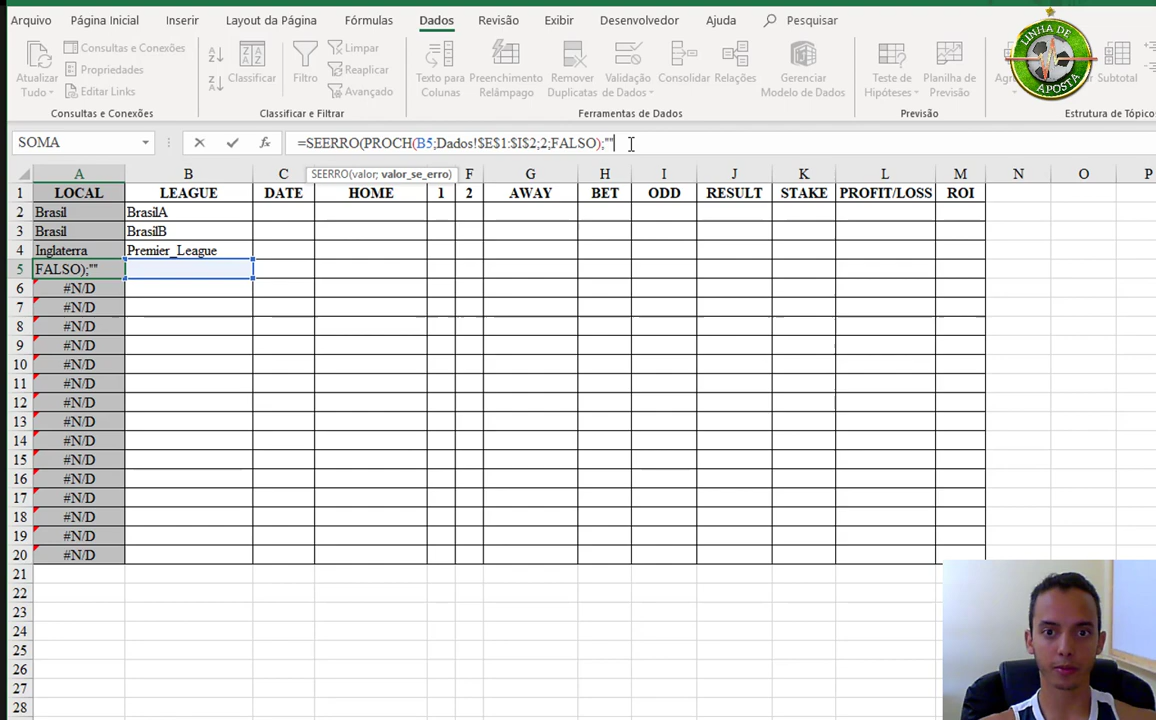 Arquivo Página Inicial Inserir Layout da Página Fórmulas Dados Revisão Exibir Desenvolvedor Ajuda Pesquisar
LINHA DE
APOSTA
Atualizar Tudo
Consultas e Conexões
Propriedades
Editar Links
Classificar
Filtro
Limpar
Reaplicar
Avançado
Texto para Colunas
Preenchimento Relâmpago
Remover Duplicatas
Validação de Dados
Consolidar
Relações
Gerenciar Modelo de Dados
Teste de Hipóteses
Planilha de Previsão
Subtotal
Consultas e Conexões Classificar e Filtrar Ferramentas de Dados Previsão Estrutura de Tópicos
SOMA fx =SEERRO(PROCH(B5;Dados!$E$1:$I$2;2;FALSO);""
SEERRO(valor; valor_se_erro)
A B C F G H I J K L M N O P
1 LOCAL LEAGUE DATE HOME 1 2 AWAY BET ODD RESULT STAKE PROFIT/LOSS ROI
2 Brasil BrasilA
3 Brasil BrasilB
4 Inglaterra Premier_League
5 FALSO);""
6 #N/D
7 #N/D
8 #N/D
9 #N/D
10 #N/D
11 #N/D
12 #N/D
13 #N/D
14 #N/D
15 #N/D
16 #N/D
17 #N/D
18 #N/D
19 #N/D
20 #N/D
21
22
23
24
25
26
27
28